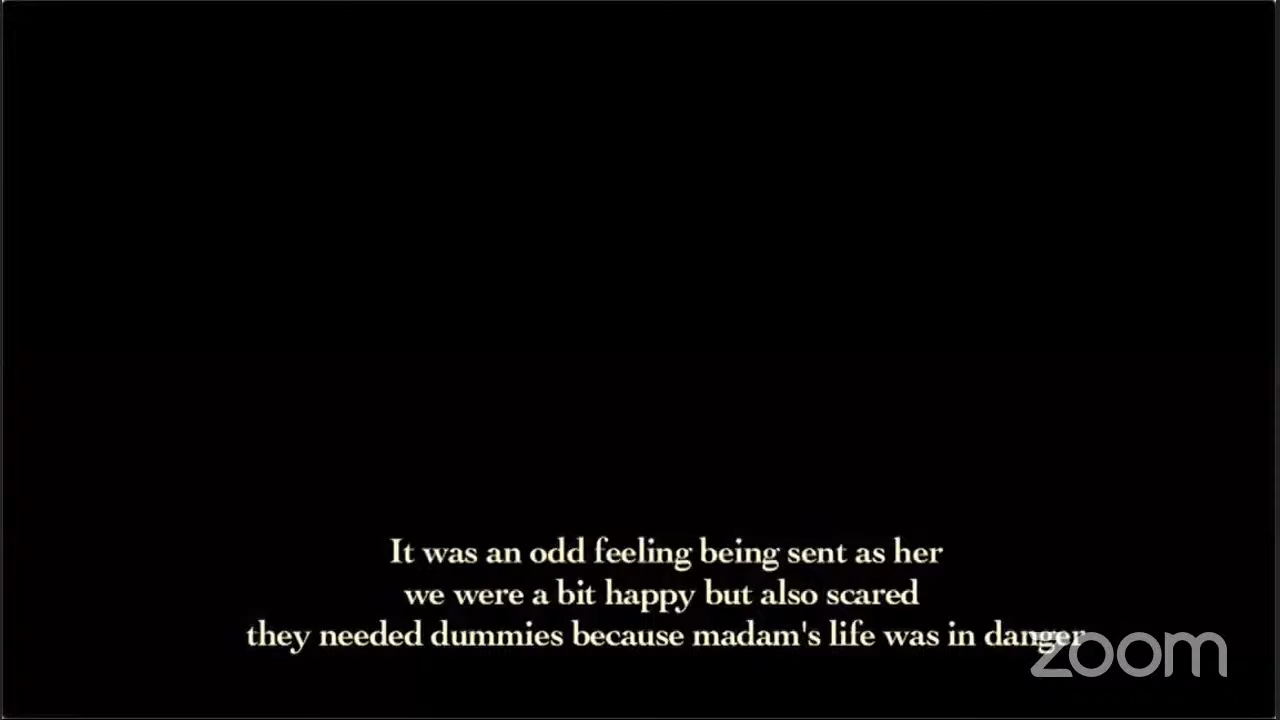 It was an odd feeling being sent as her
we were a bit happy but also scared
they needed dummies because madam's life was in danger
zoom